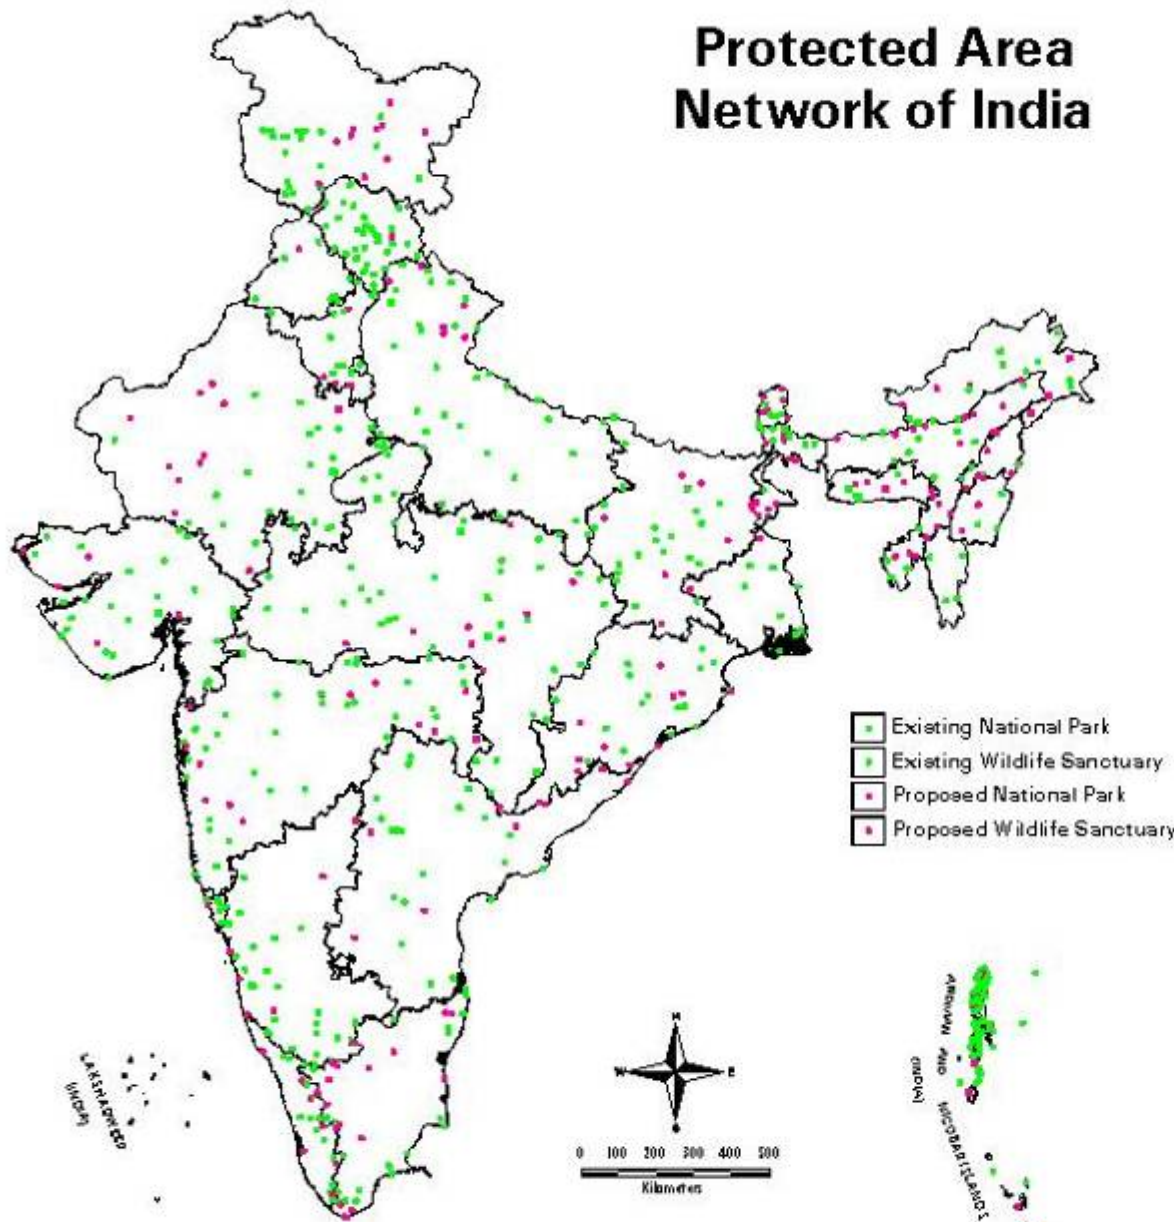 Protected Area
Network of India
Existing National Park
Existing Wildlife Sanctuary
Proposed National Park
Proposed Wildlife Sanctuary
N
W E
S
0 100 200 300 400 500
Kilometers
LAKSHADWEEP
(INDIA)
ANDAMAN AND NICOBAR ISLANDS
(INDIA)